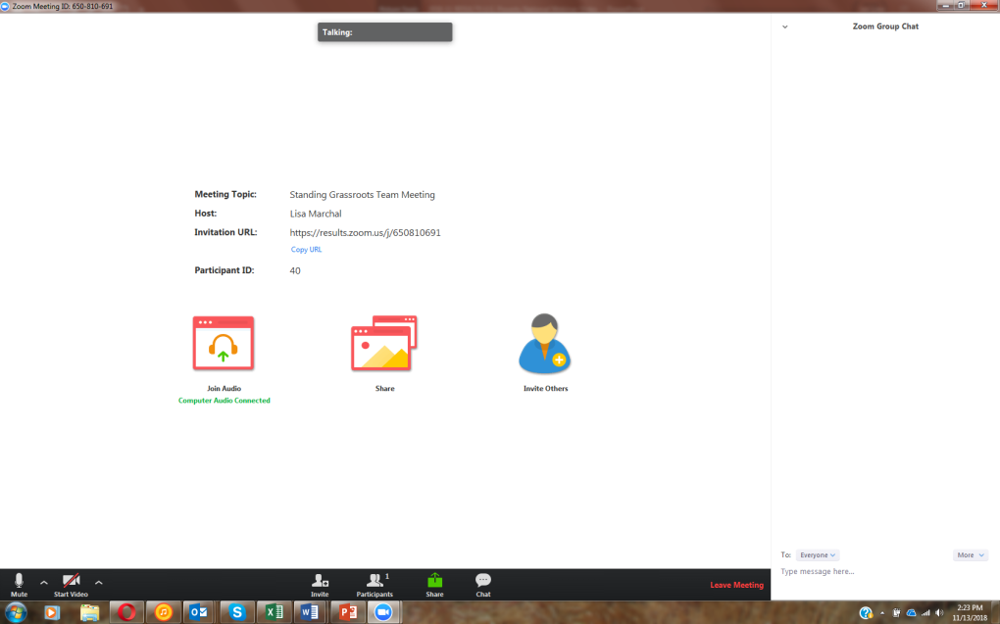 Zoom Meeting ID: 650-810-691
Talking:
Zoom Group Chat
Meeting Topic: Standing Grassroots Team Meeting
Host: Lisa Marchal
Invitation URL: https://results.zoom.us/j/650810691
Copy URL
Participant ID: 40
Join Audio
Computer Audio Connected
Share
Invite Others
To: Everyone More
Type message here...
Mute
Start Video
Invite
1
Participants
Share
Chat
Leave Meeting
2:23 PM
11/13/2018